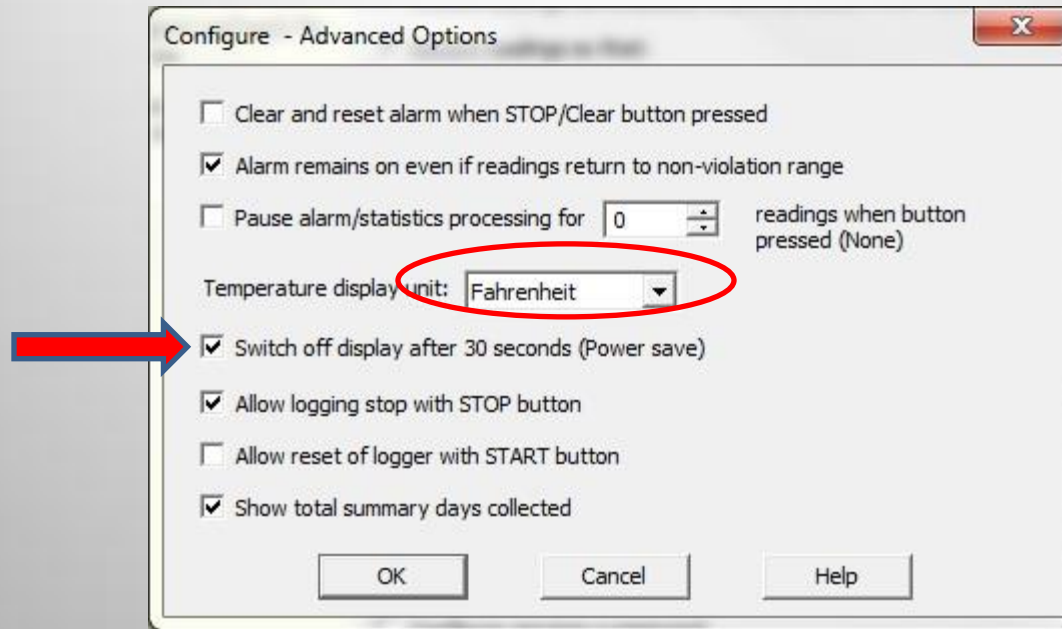 Configure - Advanced Options
Clear and reset alarm when STOP/Clear button pressed
Alarm remains on even if readings return to non-violation range
Pause alarm/statistics processing for 0 readings when button
pressed (None)
Temperature display unit: Fahrenheit
Switch off display after 30 seconds (Power save)
Allow logging stop with STOP button
Allow reset of logger with START button
Show total summary days collected
OK Cancel Help